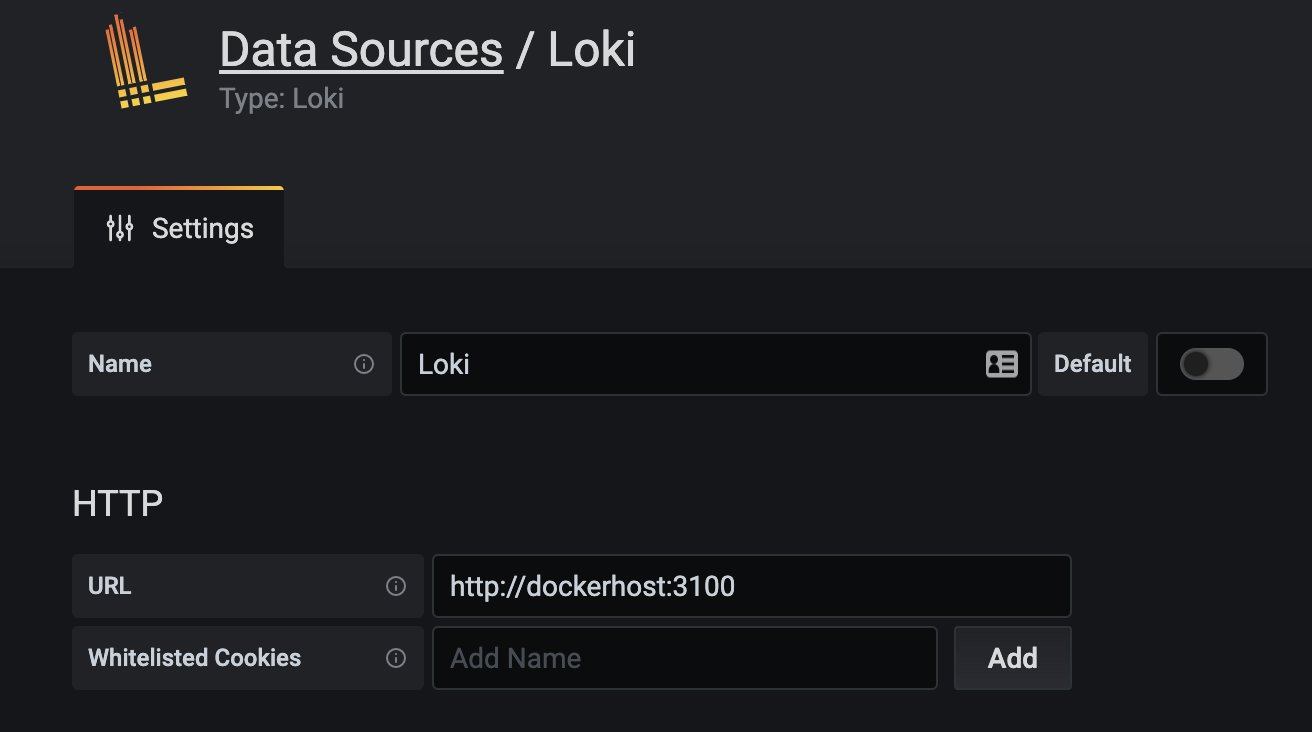 Data Sources / Loki
Type: Loki
Settings
Name Loki Default
HTTP
URL http://dockerhost:3100
Whitelisted Cookies Add Name Add